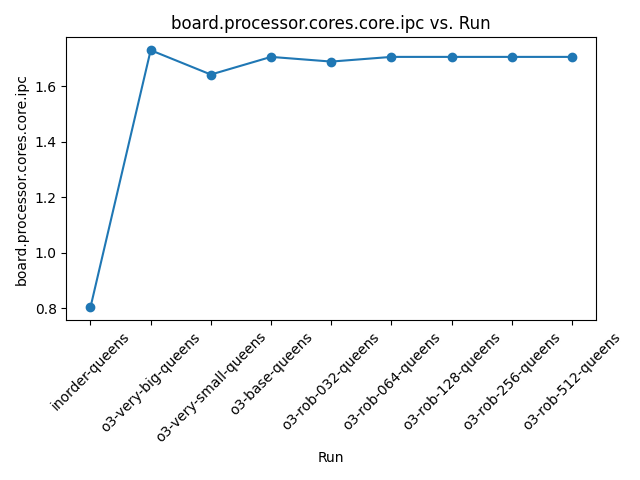 board.processor.cores.core.ipc vs. Run
board.processor.cores.core.ipc
1.6
1.4
1.2
1.0
0.8
inorder-queens
o3-very-big-queens
o3-very-small-queens
o3-base-queens
o3-rob-032-queens
o3-rob-064-queens
o3-rob-128-queens
o3-rob-256-queens
o3-rob-512-queens
Run